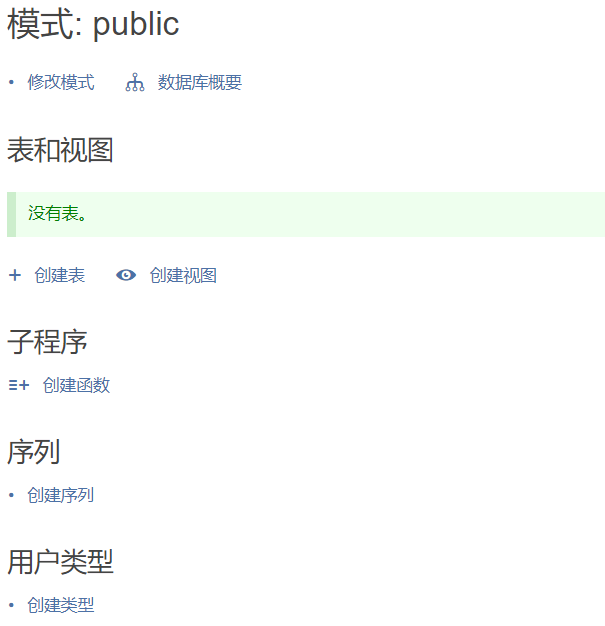 模式: public
修改模式 数据库概要
表和视图
没有表。
创建表 创建视图
子程序
创建函数
序列
创建序列
用户类型
创建类型